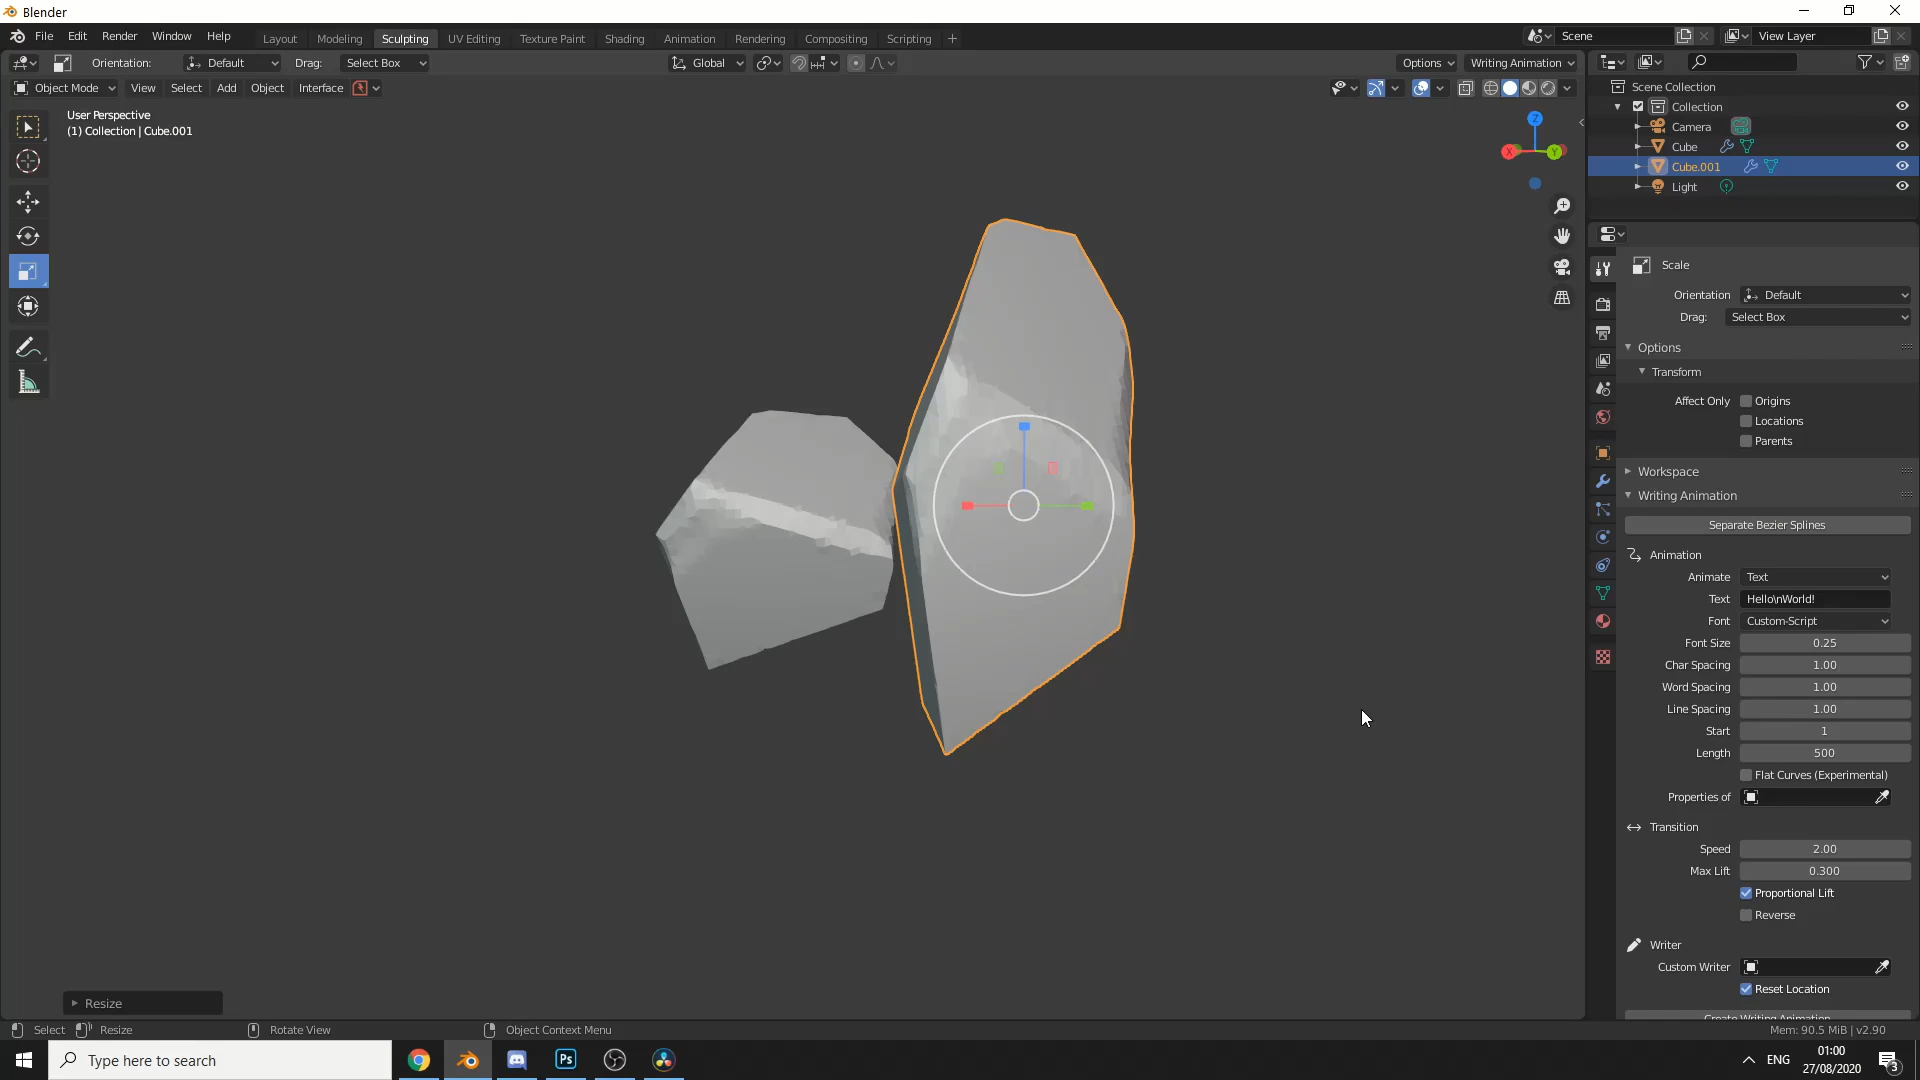 Blender
File Edit Render Window Help Layout Modeling Sculpting UV Editing Texture Paint Shading Animation Rendering Compositing Scripting + Scene View Layer
Orientation: Default Drag: Select Box Global Options Writing Animation
Object Mode View Select Add Object Interface
User Perspective
(1) Collection | Cube.001
Z
X
Y
Scene Collection
Collection
Camera
Cube
Cube.001
Light
Scale
Orientation Default
Drag: Select Box
Options
Transform
Affect Only Origins
Locations
Parents
Workspace
Writing Animation
Separate Bezier Splines
Animation
Animate Text
Text Hello\nWorld!
Font Custom-Script
Font Size 0.25
Char Spacing 1.00
Word Spacing 1.00
Line Spacing 1.00
Start 1
Length 500
Flat Curves (Experimental)
Properties of
Transition
Speed 2.00
Max Lift 0.300
Proportional Lift
Reverse
Writer
Custom Writer
Reset Location
Create Writing Animation
Resize
Select Resize Rotate View Object Context Menu Mem: 90.5 MiB | v2.90
Type here to search
Ps
ENG
01:00
27/08/2020
3